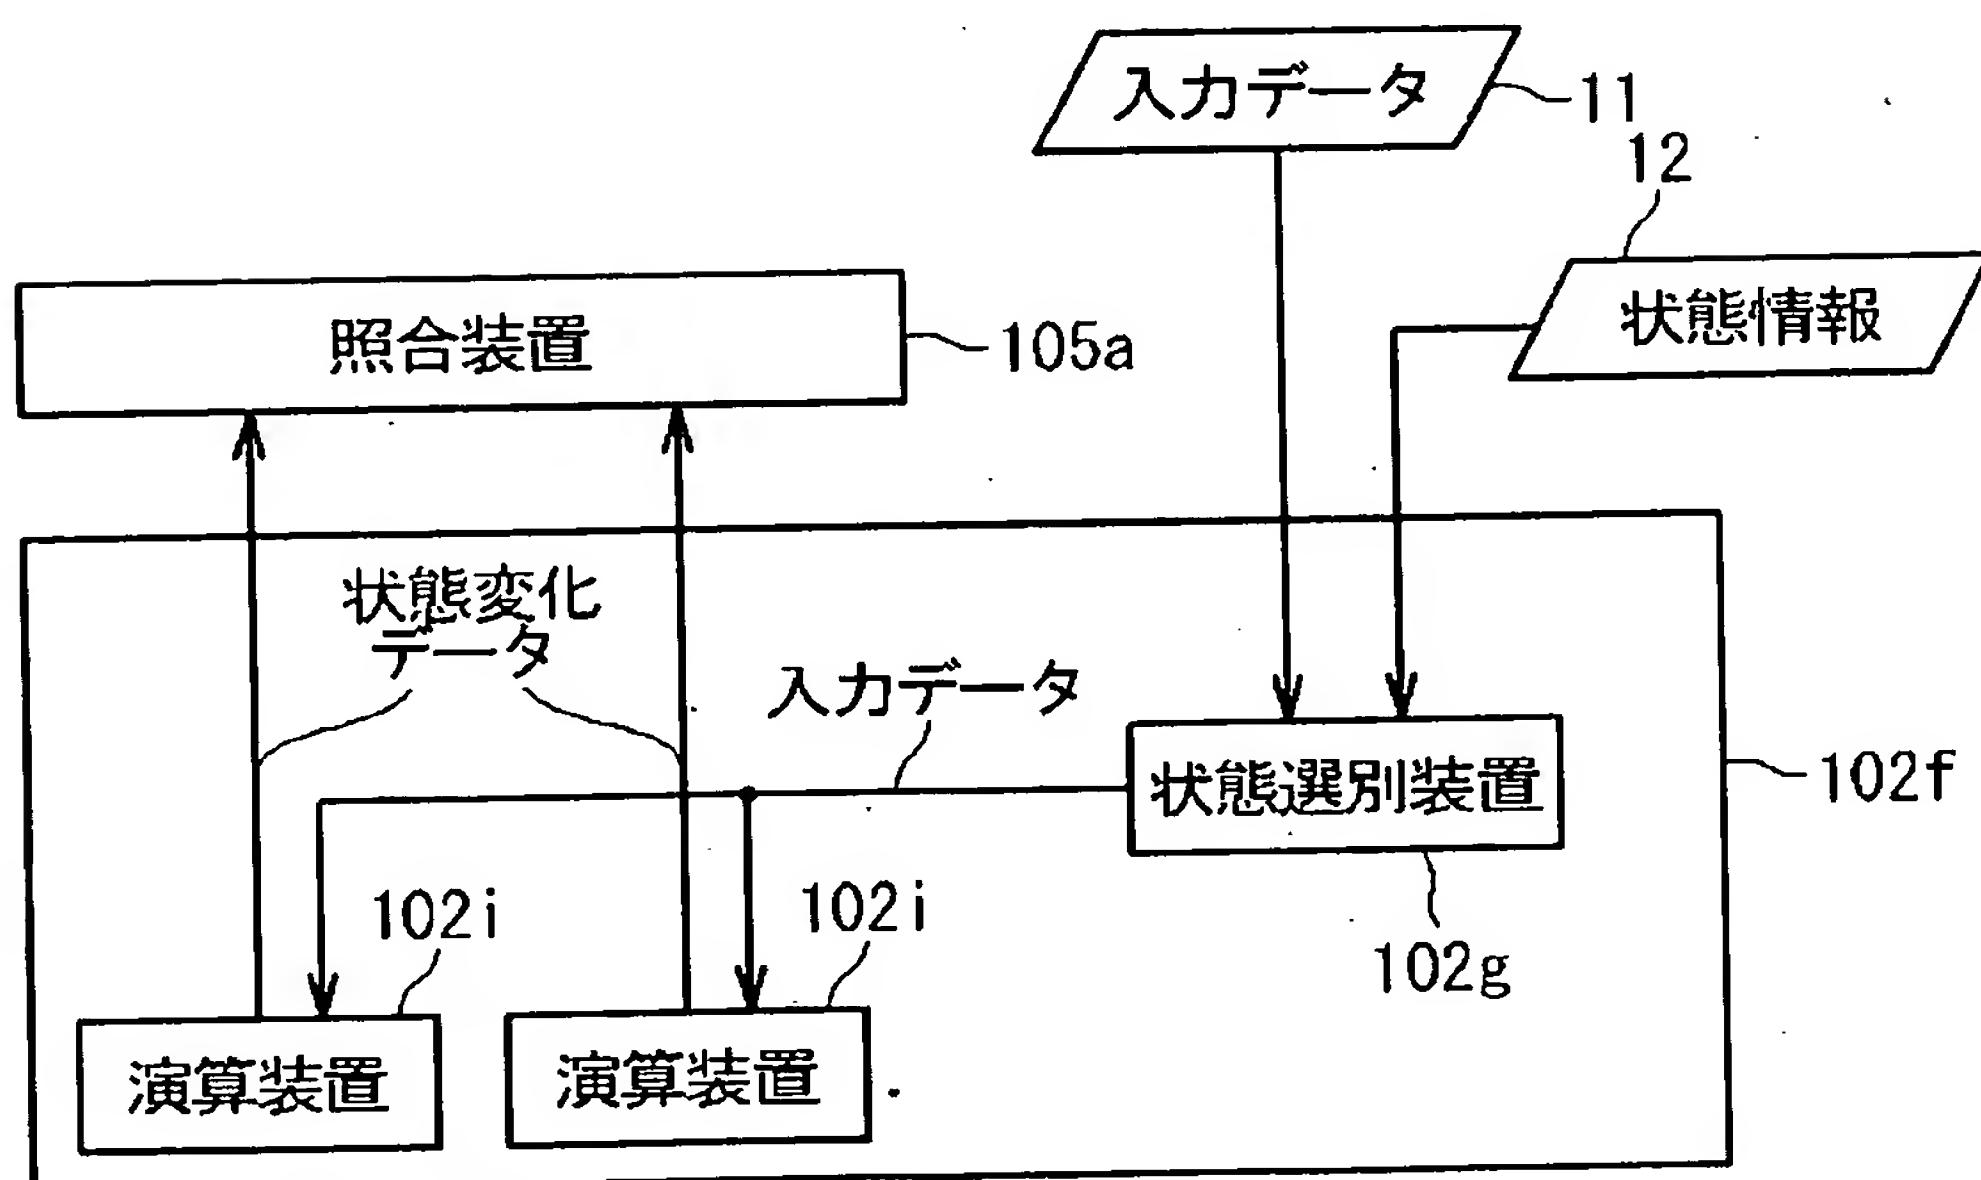 入力データ
11
12
状態情報
照合装置
105a
状態変化
データ
入力データ
状態選別装置
102f
102g
102i
102i
演算装置
演算装置